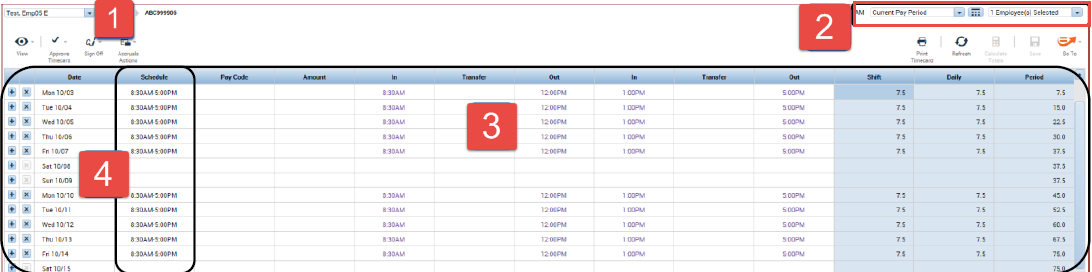 Test, Emp05 E 1 ABC999909 AM Current Pay Period 1 Employee(s) Selected
2
View Approve Timecard Sign Off Accruals Actions Print Timecard Refresh Calculate Totals Save Go To
Date Schedule Pay Code Amount In Transfer Out In Transfer Out Shift Daily Period
Mon 10/03 8:30AM-5:00PM 8:30AM 12:00PM 1:00PM 5:00PM 7.5 7.5 7.5
Tue 10/04 8:30AM-5:00PM 8:30AM 12:00PM 1:00PM 5:00PM 7.5 7.5 15.0
Wed 10/05 8:30AM-5:00PM 8:30AM 12:00PM 1:00PM 5:00PM 7.5 7.5 22.5
3
Thu 10/06 8:30AM-5:00PM 8:30AM 12:00PM 1:00PM 5:00PM 7.5 7.5 30.0
Fri 10/07 8:30AM-5:00PM 8:30AM 12:00PM 1:00PM 5:00PM 7.5 7.5 37.5
Sat 10/08 37.5
4
Sun 10/09 37.5
Mon 10/10 8:30AM-5:00PM 8:30AM 12:00PM 1:00PM 5:00PM 7.5 7.5 45.0
Tue 10/11 8:30AM-5:00PM 8:30AM 12:00PM 1:00PM 5:00PM 7.5 7.5 52.5
Wed 10/12 8:30AM-5:00PM 8:30AM 12:00PM 1:00PM 5:00PM 7.5 7.5 60.0
Thu 10/13 8:30AM-5:00PM 8:30AM 12:00PM 1:00PM 5:00PM 7.5 7.5 67.5
Fri 10/14 8:30AM-5:00PM 8:30AM 12:00PM 1:00PM 5:00PM 7.5 7.5 75.0
Sat 10/15 75.0